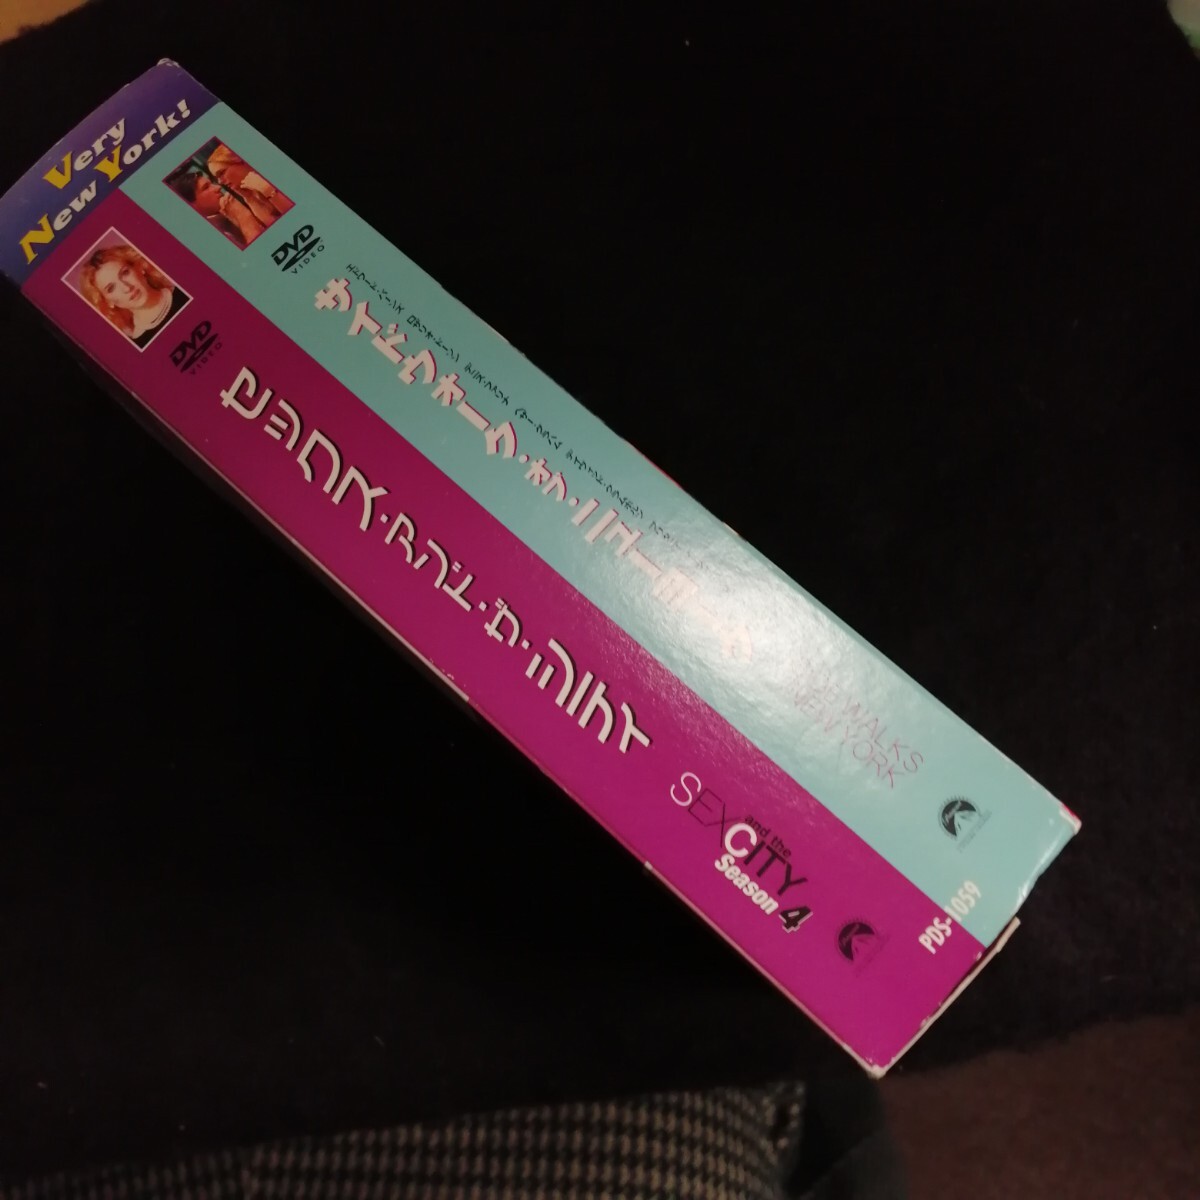 Very
New York!
DVD
VIDEO
サイドウォーク・オブ・ニューヨーク
NEW YORK
DVD
VIDEO
セックス・アンド・ザ・シティ
SEX
and the
CITY
Season 4
PDS-1059